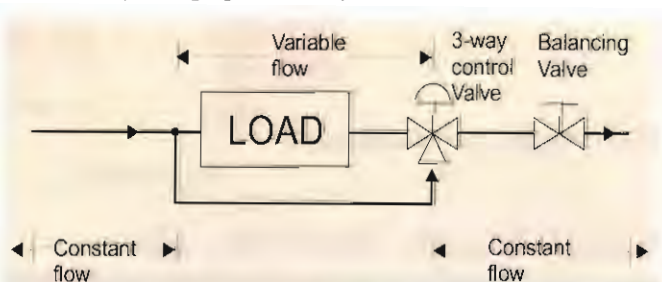 Variable
flow
3-way
control
Valve
Balancing
Valve
LOAD
Constant
flow
Constant
flow